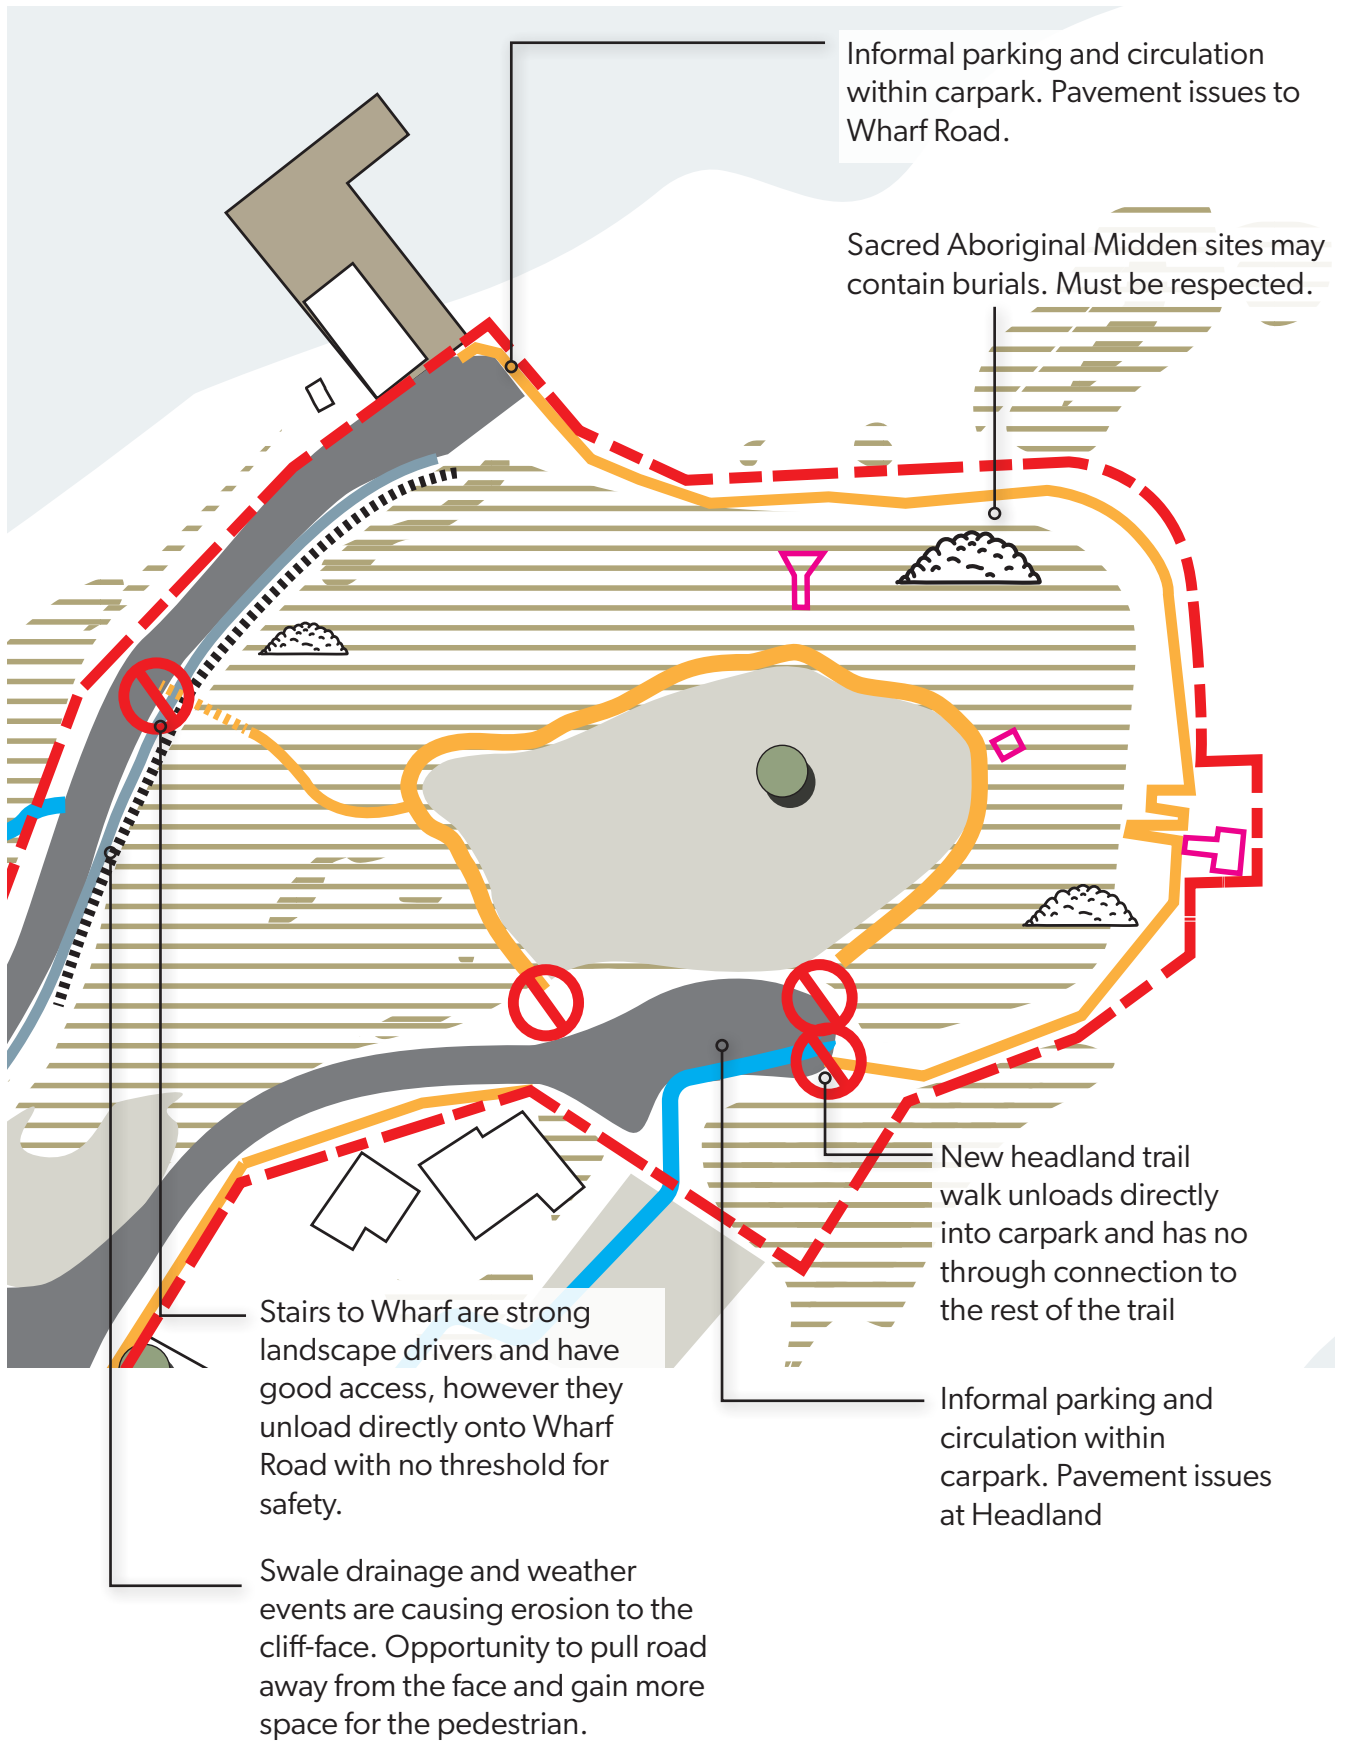 Informal parking and circulation
within carpark. Pavement issues to
Wharf Road.
Sacred Aboriginal Midden sites may
contain burials. Must be respected.
New headland trail
walk unloads directly
into carpark and has no
through connection to
the rest of the trail
Stairs to Wharf are strong
landscape drivers and have
good access, however they
unload directly onto Wharf
Road with no threshold for
safety.
Informal parking and
circulation within
carpark. Pavement issues
at Headland
Swale drainage and weather
events are causing erosion to the
cliff-face. Opportunity to pull road
away from the face and gain more
space for the pedestrian.